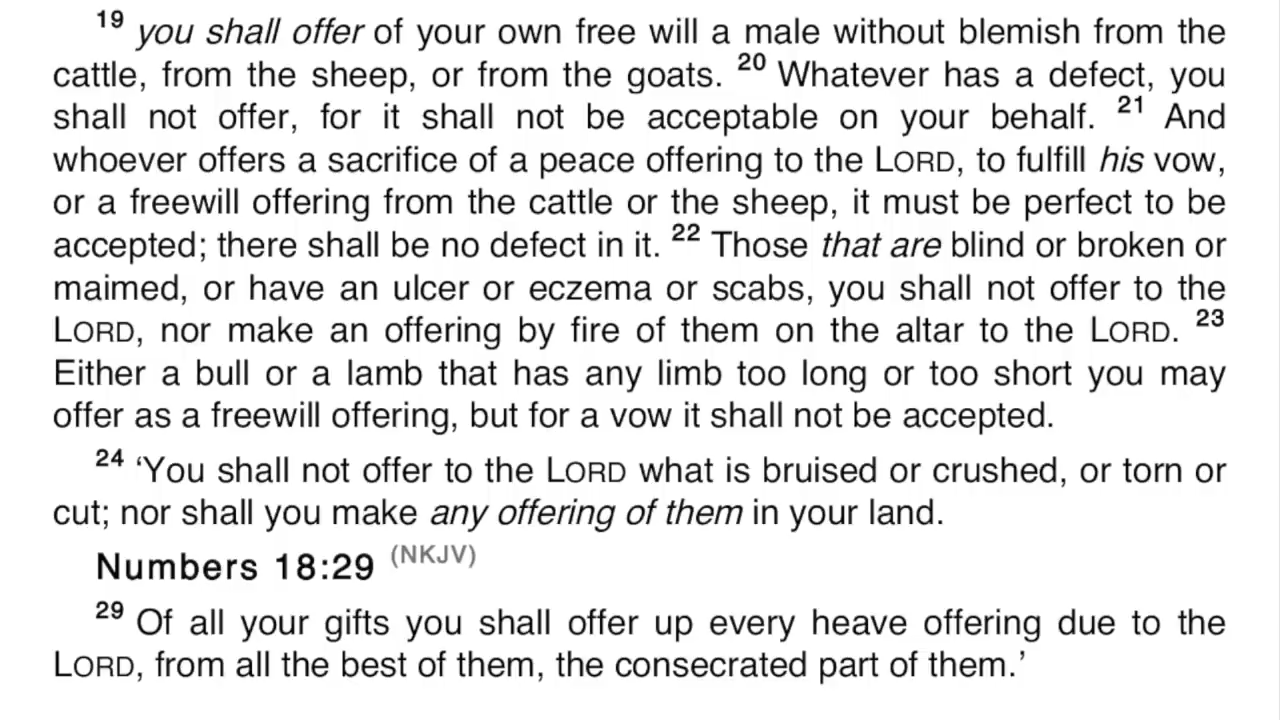 19 you shall offer of your own free will a male without blemish from the
cattle, from the sheep, or from the goats. 20 Whatever has a defect, you
shall not offer, for it shall not be acceptable on your behalf. 21 And
whoever offers a sacrifice of a peace offering to the LORD, to fulfill his vow,
or a freewill offering from the cattle or the sheep, it must be perfect to be
accepted; there shall be no defect in it. 22 Those that are blind or broken or
maimed, or have an ulcer or eczema or scabs, you shall not offer to the
LORD, nor make an offering by fire of them on the altar to the LORD. 23
Either a bull or a lamb that has any limb too long or too short you may
offer as a freewill offering, but for a vow it shall not be accepted.
24 ‘You shall not offer to the LORD what is bruised or crushed, or torn or
cut; nor shall you make any offering of them in your land.
Numbers 18:29 (NKJV)
29 Of all your gifts you shall offer up every heave offering due to the
LORD, from all the best of them, the consecrated part of them.’